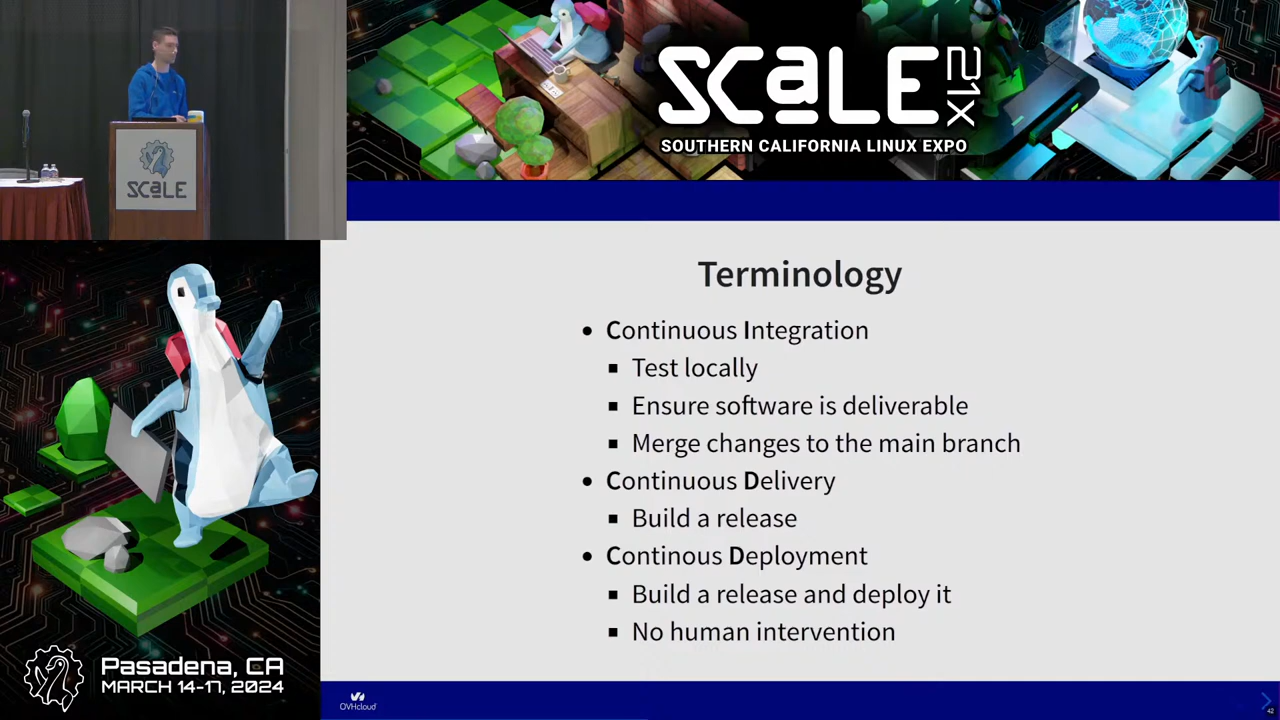 SCaLE 21X
SOUTHERN CALIFORNIA LINUX EXPO
SCaLE
Terminology
• Continuous Integration
▪ Test locally
▪ Ensure software is deliverable
▪ Merge changes to the main branch
• Continuous Delivery
▪ Build a release
• Continous Deployment
▪ Build a release and deploy it
▪ No human intervention
Pasadena, CA
MARCH 14-17, 2024
OVHcloud
42